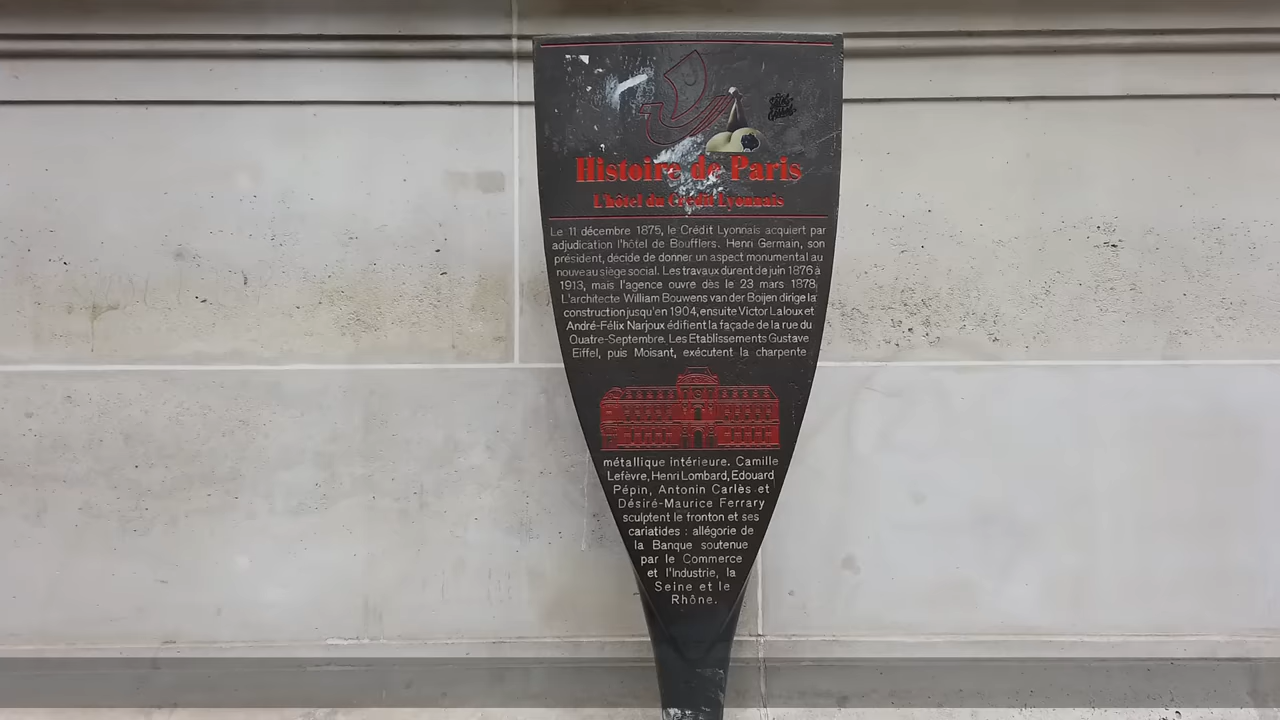 Histoire de Paris
L'hôtel du Crédit Lyonnais
Le 11 décembre 1875, le Crédit Lyonnais acquiert par
adjudication l'hôtel de Boufflers. Henri Germain, son
président, décide de donner un aspect monumental au
nouveau siège social. Les travaux durent de juin 1876 à
1913, mais l'agence ouvre dès le 23 mars 1878.
L'architecte William Bouwens van der Boijen dirige la
construction jusqu'en 1904, ensuite Victor Laloux et
André-Félix Narjoux édifient la façade de la rue du
Quatre-Septembre. Les Etablissements Gustave
Eiffel, puis Moisant, exécutent la charpente
métallique intérieure. Camille
Lefèvre, Henri Lombard, Edouard
Pépin, Antonin Carlès et
Désiré-Maurice Ferrary
sculptent le fronton et ses
cariatides : allégorie de
la Banque soutenue
par le Commerce
et l'Industrie, la
Seine et le
Rhône.